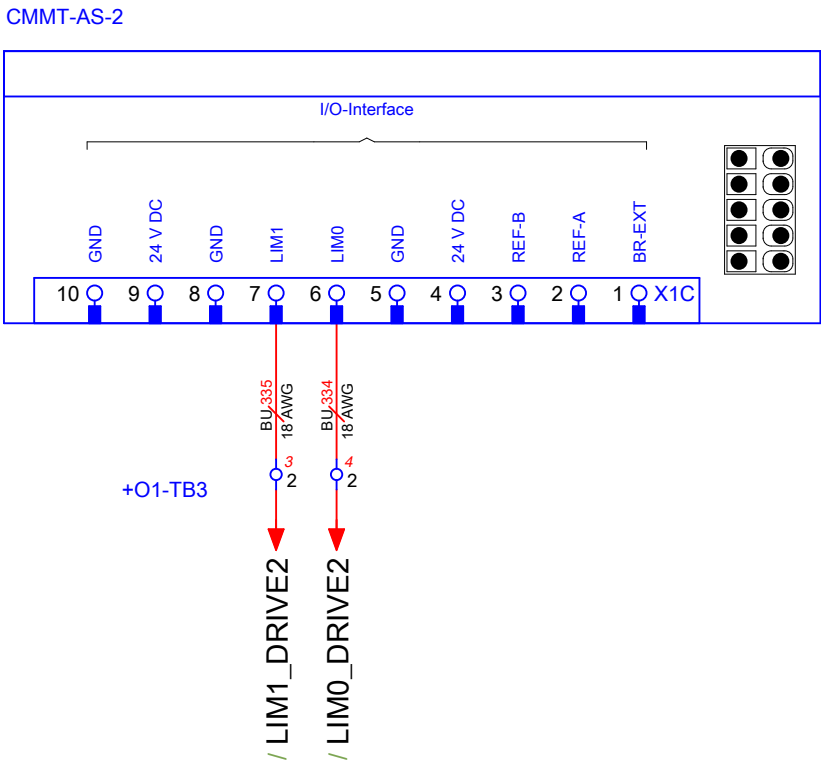 CMMT-AS-2
I/O-Interface
GND
24 V DC
GND
LIM1
LIM0
GND
24 V DC
REF-B
REF-A
BR-EXT
10 9 8 7 6 5 4 3 2 1 X1C
BU 335
18 AWG
BU 334
18 AWG
3
2
4
2
+O1-TB3
/ LIM1_DRIVE2
/ LIM0_DRIVE2